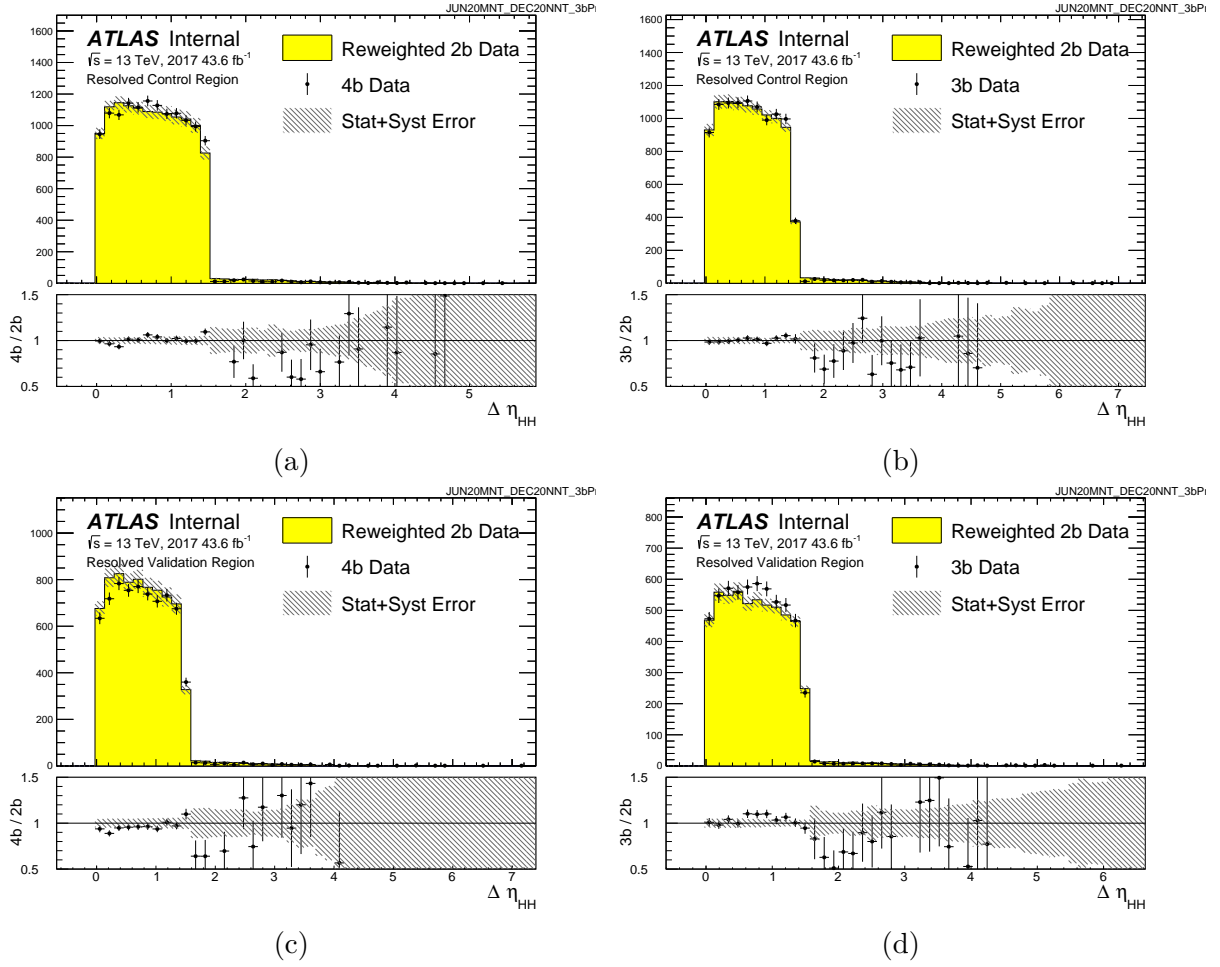 JUN20MNT_DEC20NNT_3bPr
ATLAS Internal
√s = 13 TeV, 2017 43.6 fb-1
Resolved Control Region
Reweighted 2b Data
4b Data
Stat+Syst Error
1600
1400
1200
1000
800
600
400
200
0
4b / 2b
1.5
1
0.5
0 1 2 3 4 5
Δ ηHH
(a)
JUN20MNT_DEC20NNT_3bPr
ATLAS Internal
√s = 13 TeV, 2017 43.6 fb-1
Resolved Control Region
Reweighted 2b Data
3b Data
Stat+Syst Error
1600
1400
1200
1000
800
600
400
200
0
3b / 2b
1.5
1
0.5
0 1 2 3 4 5 6 7
Δ ηHH
(b)
JUN20MNT_DEC20NNT_3bPr
ATLAS Internal
√s = 13 TeV, 2017 43.6 fb-1
Resolved Validation Region
Reweighted 2b Data
4b Data
Stat+Syst Error
1000
800
600
400
200
0
4b / 2b
1.5
1
0.5
0 1 2 3 4 5 6 7
Δ ηHH
(c)
JUN20MNT_DEC20NNT_3bPr
ATLAS Internal
√s = 13 TeV, 2017 43.6 fb-1
Resolved Validation Region
Reweighted 2b Data
3b Data
Stat+Syst Error
800
700
600
500
400
300
200
100
0
3b / 2b
1.5
1
0.5
0 1 2 3 4 5 6
Δ ηHH
(d)